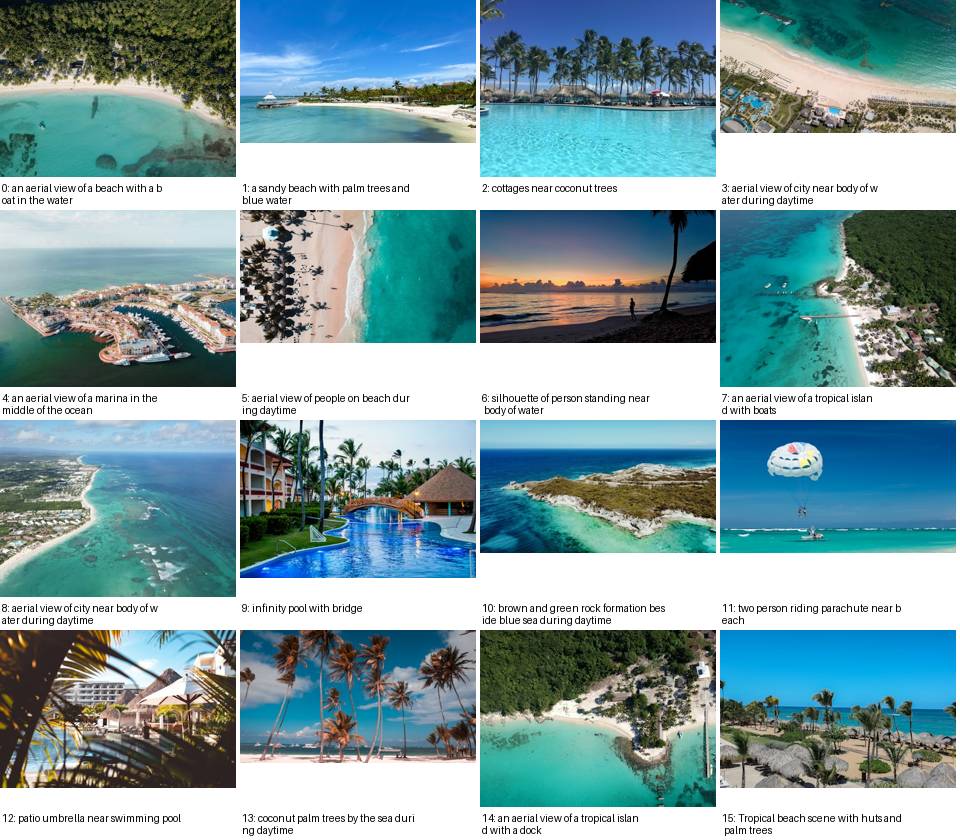 0: an aerial view of a beach with a b
oat in the water
1: a sandy beach with palm trees and
blue water
2: cottages near coconut trees
3: aerial view of city near body of w
ater during daytime
4: an aerial view of a marina in the
middle of the ocean
5: aerial view of people on beach dur
ing daytime
6: silhouette of person standing near
body of water
7: an aerial view of a tropical islan
d with boats
8: aerial view of city near body of w
ater during daytime
9: infinity pool with bridge
10: brown and green rock formation bes
ide blue sea during daytime
11: two person riding parachute near b
each
12: patio umbrella near swimming pool
13: coconut palm trees by the sea duri
ng daytime
14: an aerial view of a tropical islan
d with a dock
15: Tropical beach scene with huts and
palm trees